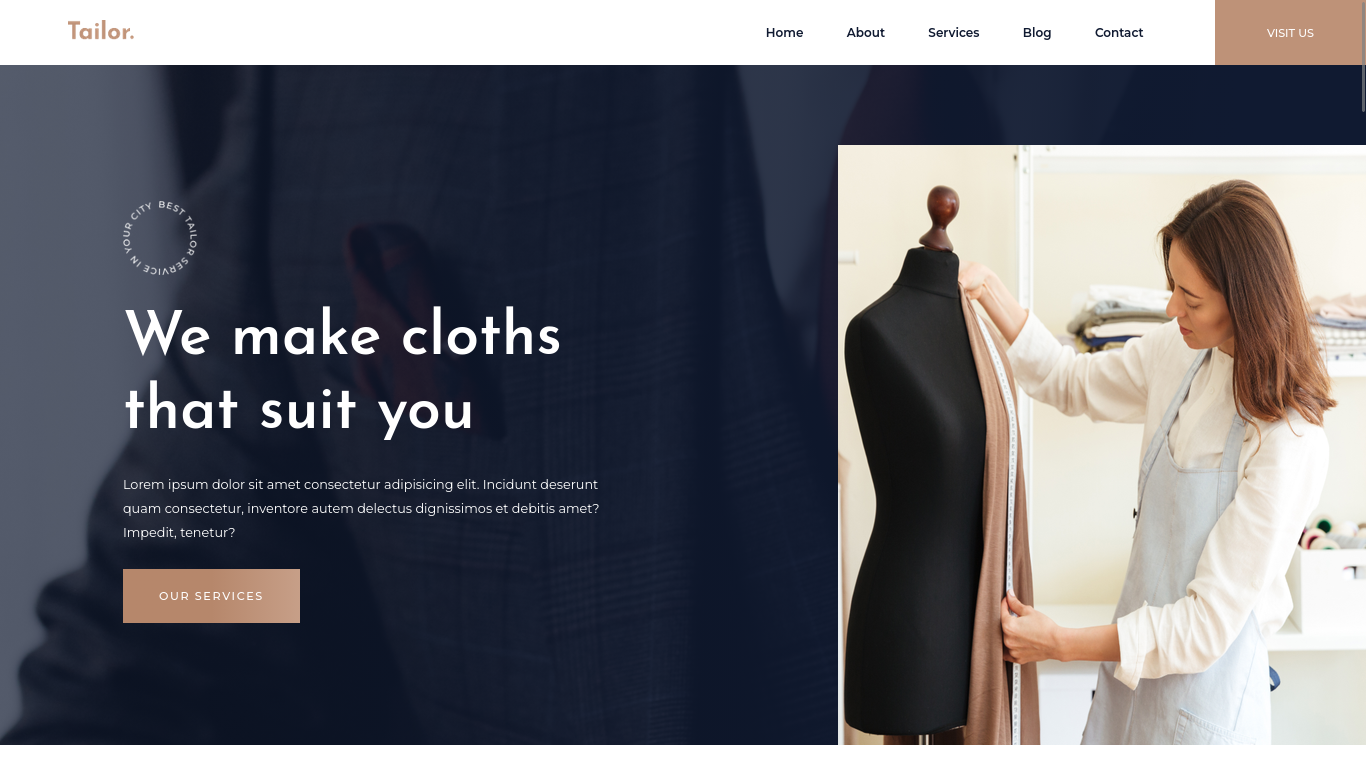 Tailor.
Home About Services Blog Contact VISIT US
BEST TAILOR SERVICE IN YOUR CITY
We make cloths
that suit you
Lorem ipsum dolor sit amet consectetur adipisicing elit. Incidunt deserunt
quam consectetur, inventore autem delectus dignissimos et debitis amet?
Impedit, tenetur?
OUR SERVICES